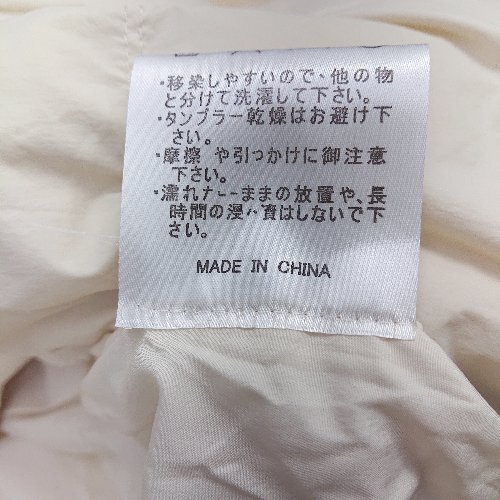 ・移染しやすいので、他の物
と分けて洗濯して下さい。
・タンブラー乾燥はお避け下
さい。
・摩擦 や引っかけに御注意
下さい。
・濡れたままの放置や、長
時間の浸漬はしないで下
さい。
MADE IN CHINA